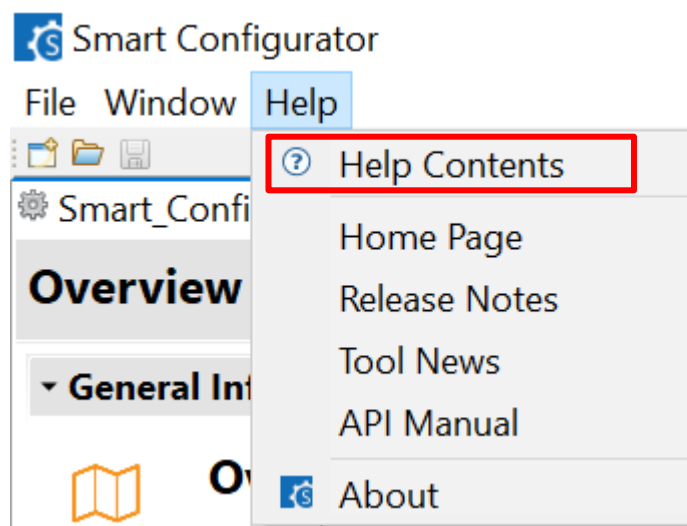 Smart Configurator
File Window Help
Help Contents
Smart_Confi
Home Page
Overview
Release Notes
Tool News
General Inf
API Manual
Ov
About